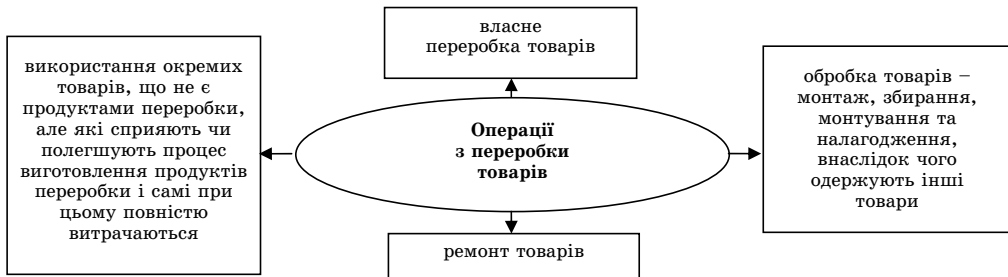 власне
переробка товарів
використання окремих
товарів, що не є
продуктами переробки,
але які сприяють чи
полегшують процес
виготовлення продуктів
переробки і самі при
цьому повністю
витрачаються
Операції
з переробки
товарів
обробка товарів –
монтаж, збирання,
монтування та
налагодження,
внаслідок чого
одержують інші
товари
ремонт товарів